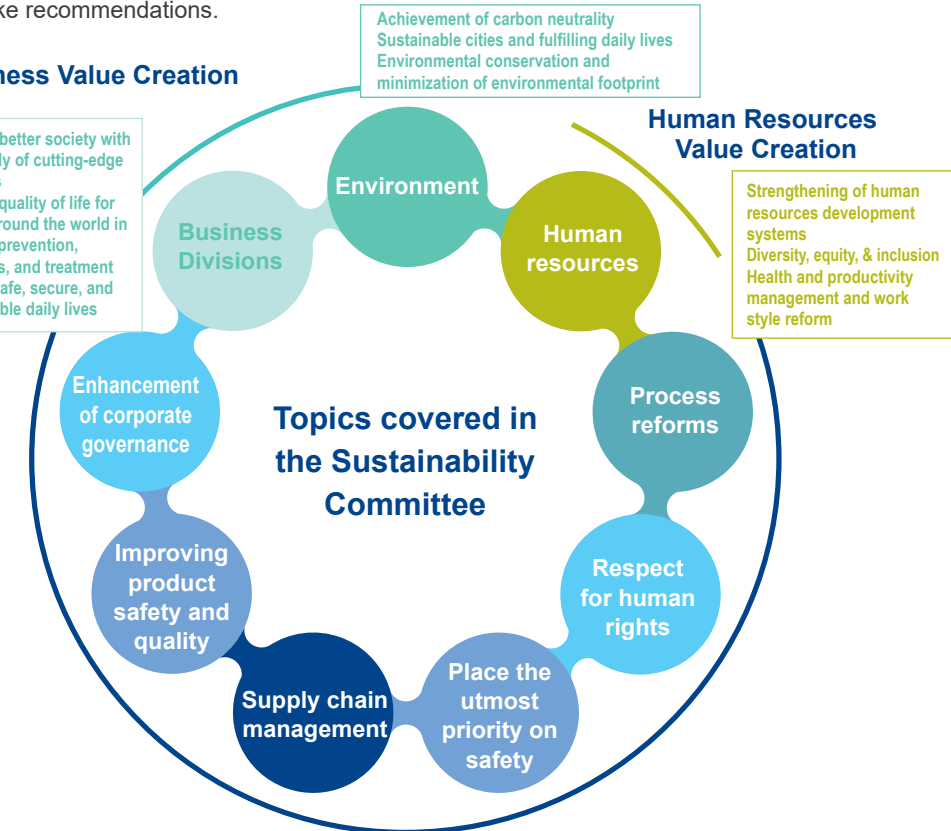 ke recommendations.
Achievement of carbon neutrality
Sustainable cities and fulfilling daily lives
Environmental conservation and
minimization of environmental footprint
ness Value Creation
Human Resources
Value Creation
better society with
ly of cutting-edge
s
quality of life for
round the world in
prevention,
s, and treatment
afe, secure, and
ble daily lives
Strengthening of human
resources development
systems
Diversity, equity, & inclusion
Health and productivity
management and work
style reform
Environment
Business
Divisions
Human
resources
Enhancement
of corporate
governance
Process
reforms
Topics covered in
the Sustainability
Committee
Improving
product
safety and
quality
Respect
for human
rights
Supply chain
management
Place the
utmost
priority on
safety